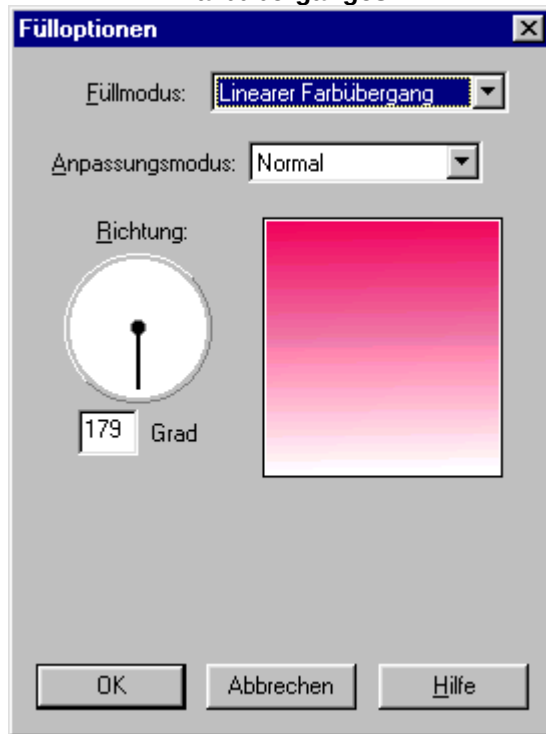 Fülloptionen
Füllmodus: Linearer Farbübergang
Anpassungsmodus: Normal
Richtung:
179 Grad
OK Abbrechen Hilfe